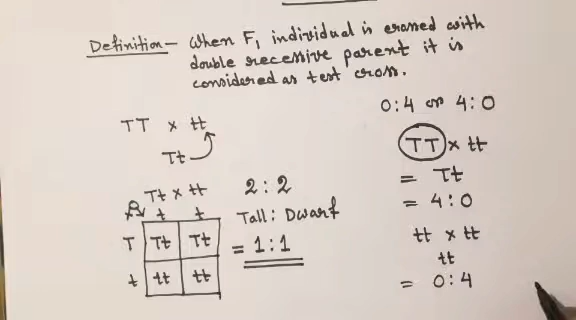 Definition - When F1 individual is crossed with
double recessive parent it is
considered as test cross.
TT x tt
Tt
Tt x tt
t t
T Tt Tt
t tt tt
2 : 2
Tall : Dwarf
= 1 : 1
0:4 or 4:0
TT x tt
= Tt
= 4:0
tt x tt
tt
= 0:4